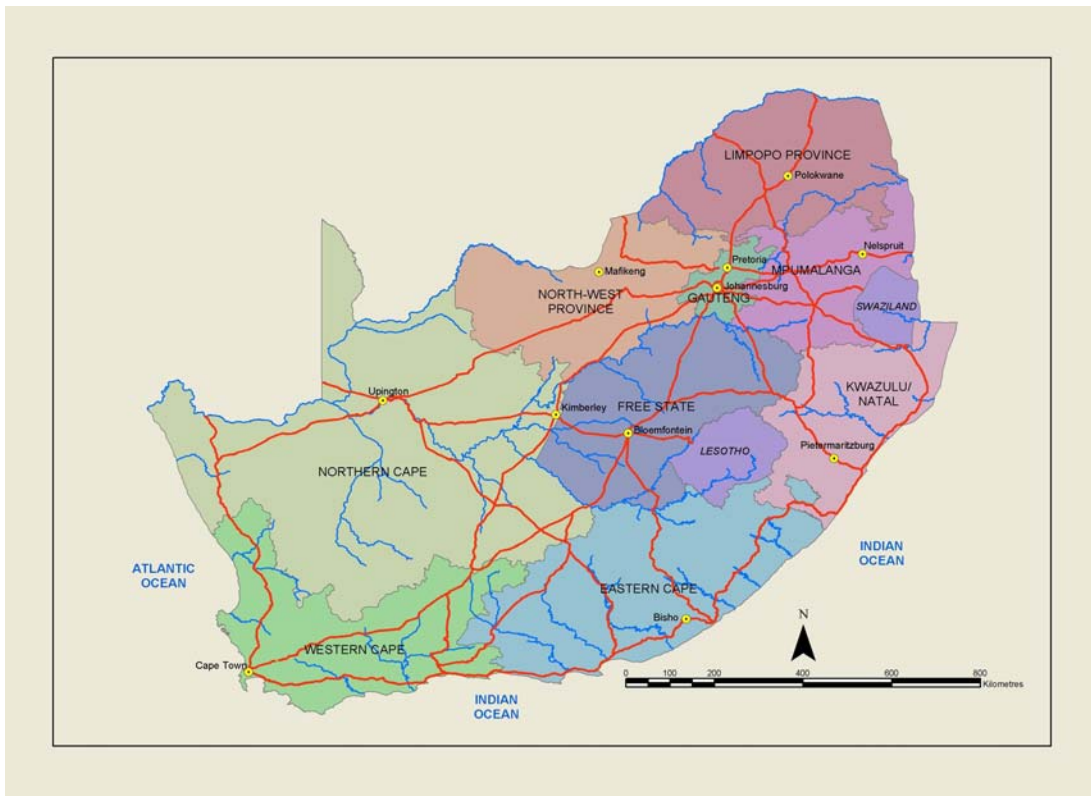 LIMPOPO PROVINCE
Polokwane
Nelspruit
Pretoria
MPUMALANGA
Mafikeng
Johannesburg
NORTH-WEST
PROVINCE
GAUTENG
SWAZILAND
Upington
KWAZULU/
NATAL
Kimberley
FREE STATE
Bloemfontein
Pietermaritzburg
LESOTHO
NORTHERN CAPE
INDIAN
OCEAN
ATLANTIC
OCEAN
EASTERN CAPE
Bisho
N
WESTERN CAPE
Cape Town
0 100 200 400 600 800
Kilometres
INDIAN
OCEAN